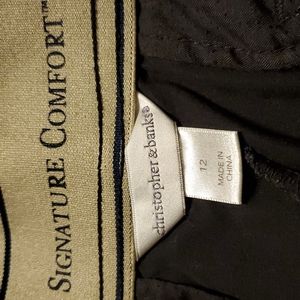 SIGNATURE COMFORT™
christopher & banks®
12
MADE IN
CHINA